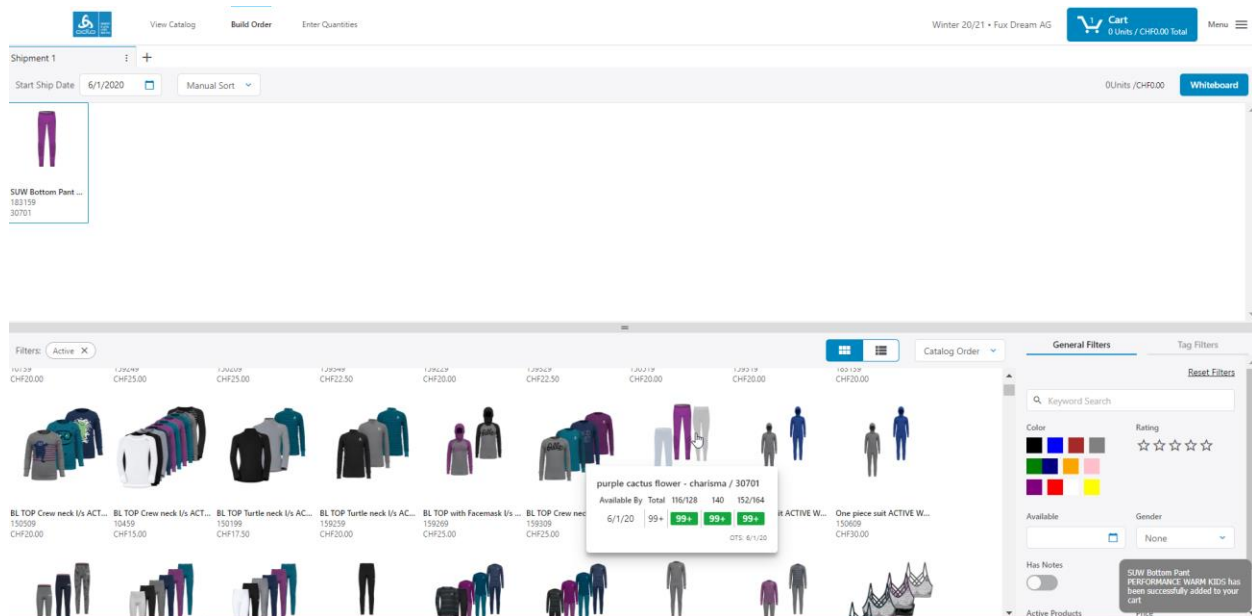 odlo
View Catalog
Build Order
Enter Quantities
Winter 20/21 • Fux Dream AG
1
Cart
0 Units / CHF0.00 Total
Menu
Shipment 1
Start Ship Date
6/1/2020
Manual Sort
0Units /CHF0.00
Whiteboard
SUW Bottom Pant ...
183159
30701
Filters:
Active X
Catalog Order
General Filters
Tag Filters
Reset Filters
CHF20.00
CHF25.00
CHF25.00
CHF22.50
CHF20.00
CHF22.50
CHF20.00
CHF20.00
CHF20.00
Keyword Search
Color
Rating
purple cactus flower - charisma / 30701
Available By Total 116/128 140 152/164
6/1/20 99+ 99+ 99+ 99+
OTS: 6/1/20
BL TOP Crew neck l/s ACT...
150509
CHF20.00
BL TOP Crew neck l/s ACT...
10459
CHF15.00
BL TOP Turtle neck l/s AC...
150199
CHF17.50
BL TOP Turtle neck l/s AC...
159259
CHF20.00
BL TOP with Facemask l/s ...
159269
CHF25.00
BL TOP Crew nec
159309
CHF25.00
it ACTIVE W...
One piece suit ACTIVE W...
150609
CHF30.00
Available
Gender
None
Has Notes
Active Products
Price
SUW Bottom Pant
PERFORMANCE WARM KIDS has
been successfully added to your
cart